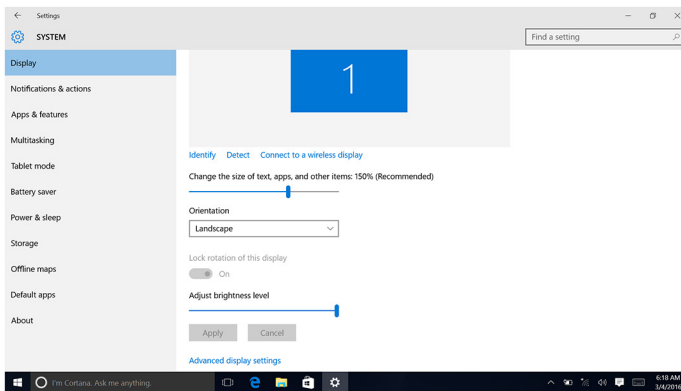 Settings
SYSTEM
Find a setting
Display
Notifications & actions
Apps & features
Multitasking
Tablet mode
Battery saver
Power & sleep
Storage
Offline maps
Default apps
About
1
Identify Detect Connect to a wireless display
Change the size of text, apps, and other items: 150% (Recommended)
Orientation
Landscape
Lock rotation of this display
On
Adjust brightness level
Apply Cancel
Advanced display settings
I'm Cortana. Ask me anything.
6:18 AM
3/4/2016